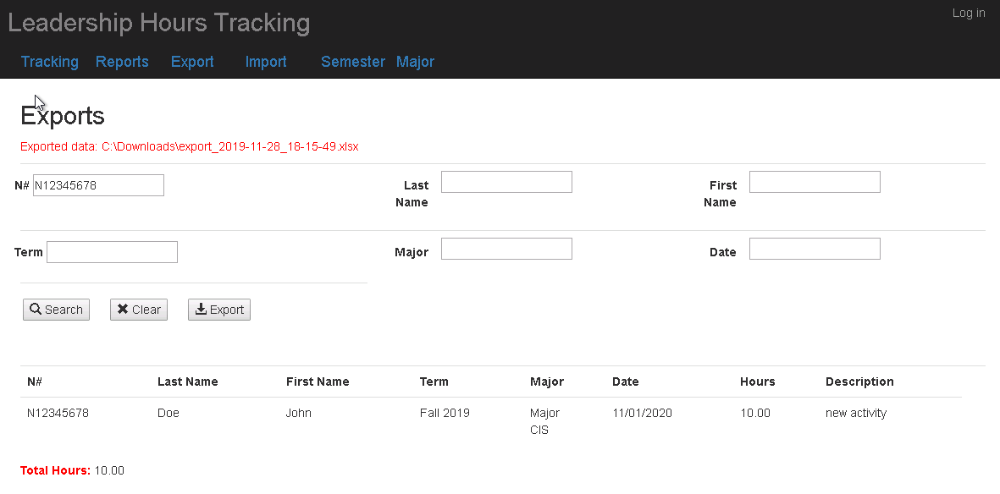 Log in
Leadership Hours Tracking
Tracking Reports Export Import Semester Major
Exports
Exported data: C:\Downloads\export_2019-11-28_18-15-49.xlsx
N# N12345678 Last Name First Name
Term Major Date
Search Clear Export
N# Last Name First Name Term Major Date Hours Description
N12345678 Doe John Fall 2019 Major CIS 11/01/2020 10.00 new activity
Total Hours: 10.00